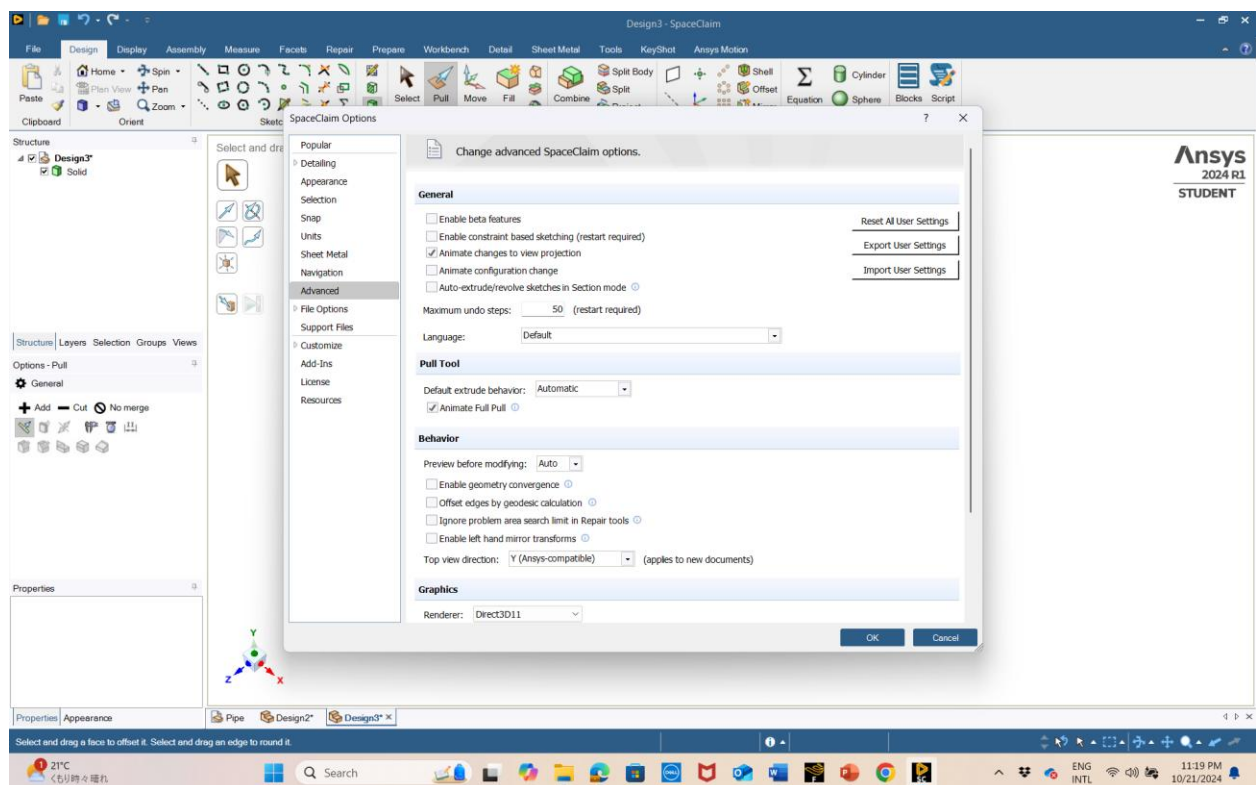 Design3 - SpaceClaim
File Design Display Assembly Measure Facets Repair Prepare Workbench Detail Sheet Metal Tools KeyShot Ansys Motion
Home Spin Split Body Shell Cylinder
Paste Plan View Pan Select Pull Move Fill Combine Split Offset Equation Sphere Blocks Script
Zoom
Clipboard Orient
SpaceClaim Options
Structure
Design3*
Solid
Select and
Popular
Detailing
Appearance
Selection
Snap
Units
Sheet Metal
Navigation
Advanced
File Options
Support Files
Customize
Add-Ins
License
Resources
Change advanced SpaceClaim options.
General
Enable beta features
Reset All User Settings
Enable constraint based sketching (restart required)
Export User Settings
Animate changes to view projection
Animate configuration change
Import User Settings
Auto-extrude/revolve sketches in Section mode
Maximum undo steps: 50 (restart required)
Language: Default
Pull Tool
Default extrude behavior: Automatic
Animate Full Pull
Behavior
Preview before modifying: Auto
Enable geometry convergence
Offset edges by geodesic calculation
Ignore problem area search limit in Repair tools
Enable left hand mirror transforms
Top view direction: Y (Ansys-compatible) (applies to new documents)
Graphics
Renderer: Direct3D11
OK Cancel
Ansys
2024 R1
STUDENT
Structure Layers Selection Groups Views
Options - Pull
General
Add Cut No merge
Properties
Y
Z X
Properties Appearance
Pipe Design2* Design3*
Select and drag a face to offset it. Select and drag an edge to round it.
1
21°C
くもり時々晴れ
Search
ENG
INTL
11:19 PM
10/21/2024